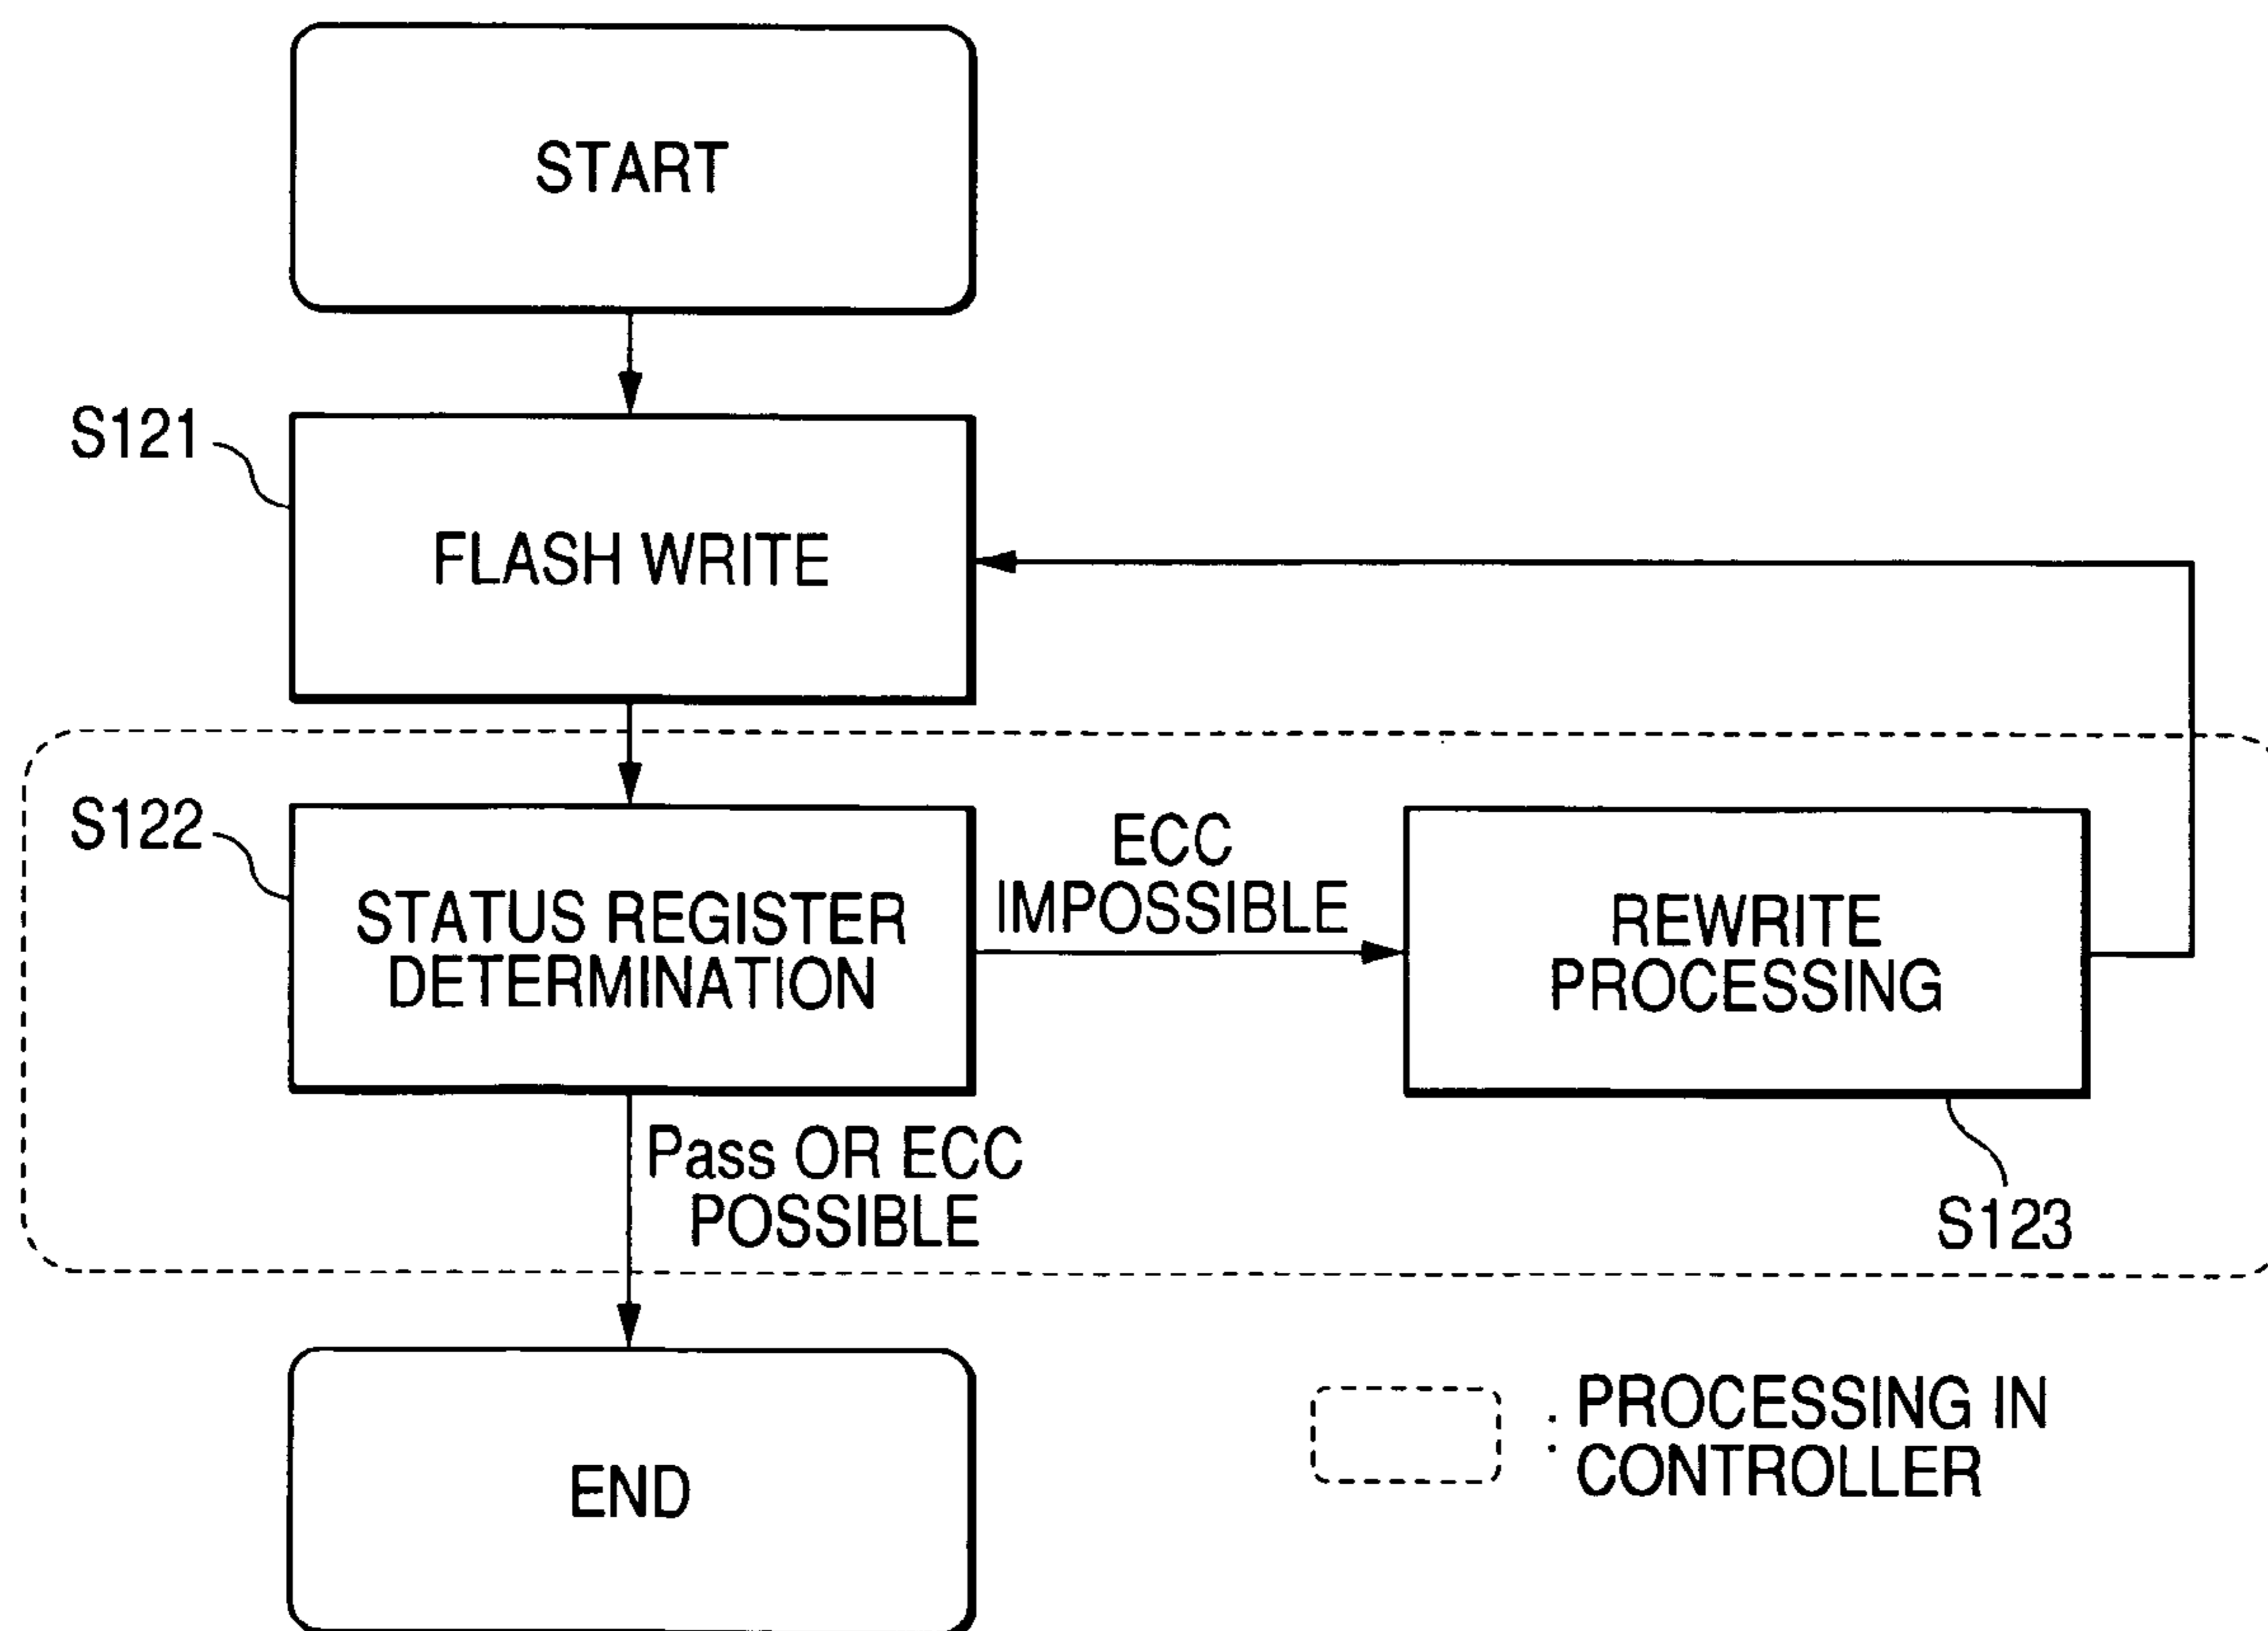 START
S121
FLASH WRITE
S122
STATUS REGISTER
DETERMINATION
ECC
IMPOSSIBLE
REWRITE
PROCESSING
Pass OR ECC
POSSIBLE
S123
END
: PROCESSING IN
CONTROLLER